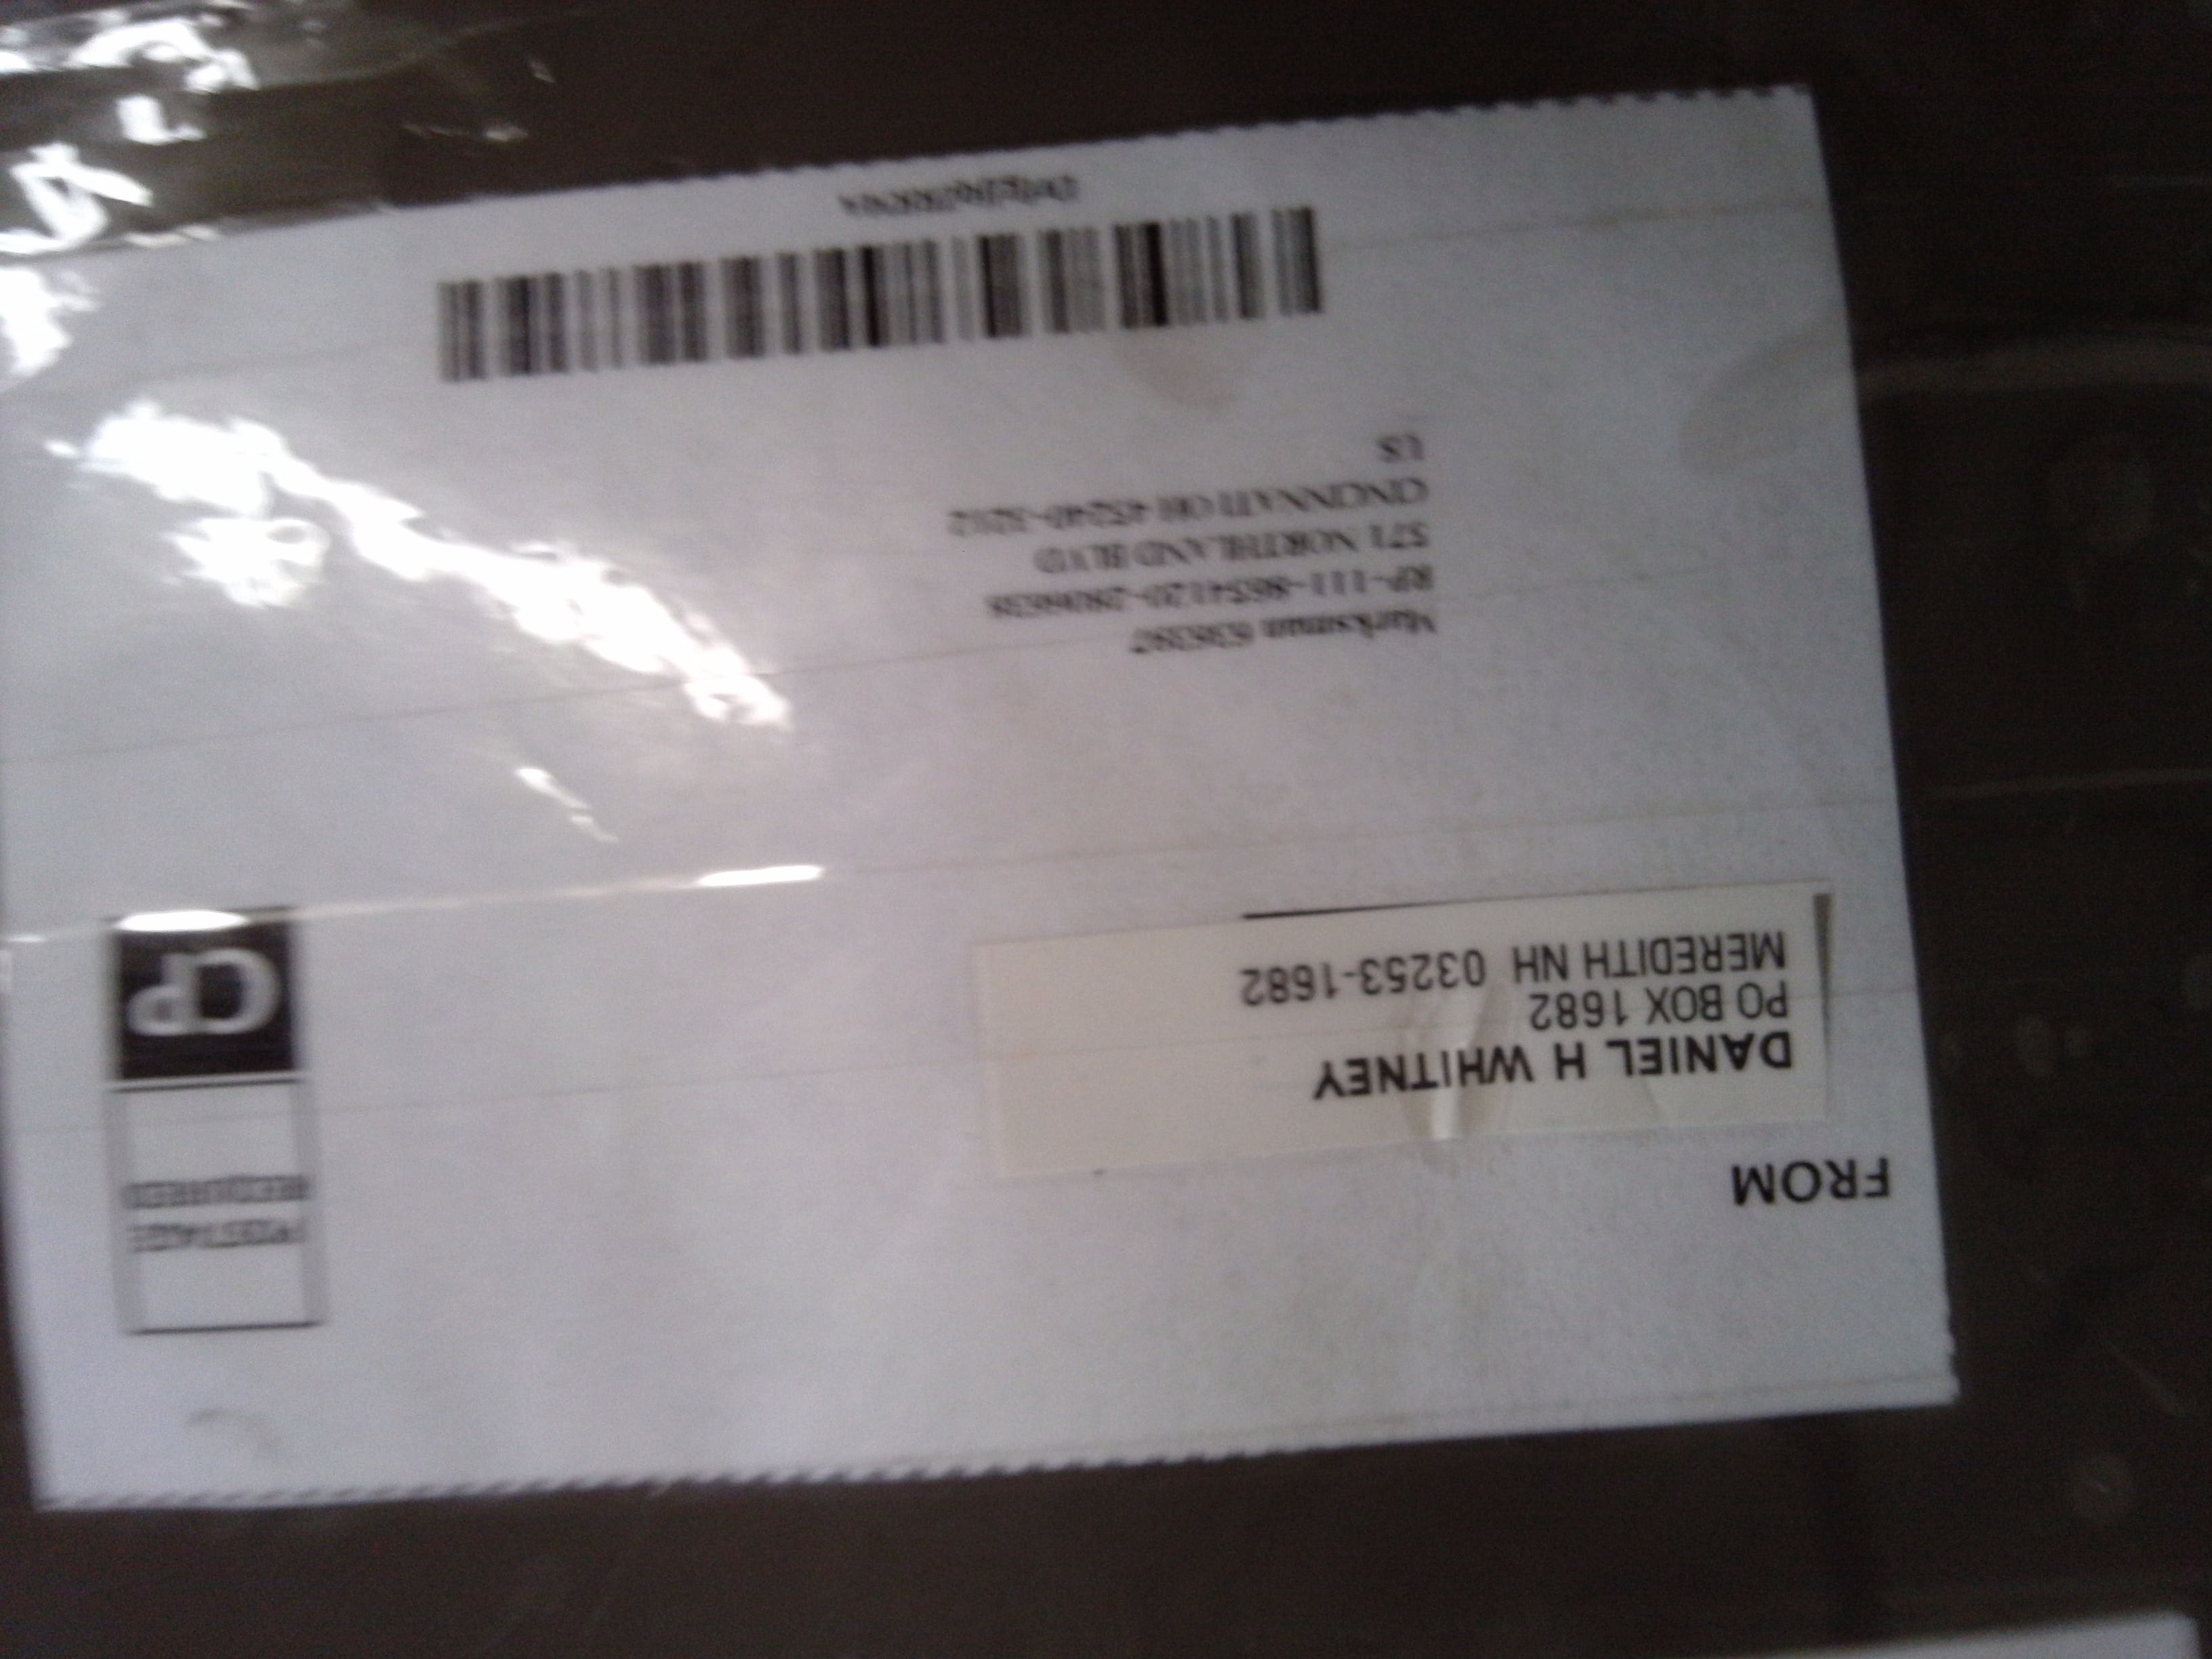 FROM
DANIEL H WHITNEY
PO BOX 1682
MEREDITH NH 03253-1682
POSTAGE
REQUIRED
CP
Marksman
571 NORTHLAND BLVD
CINCINNATI OH 45240-3212
US